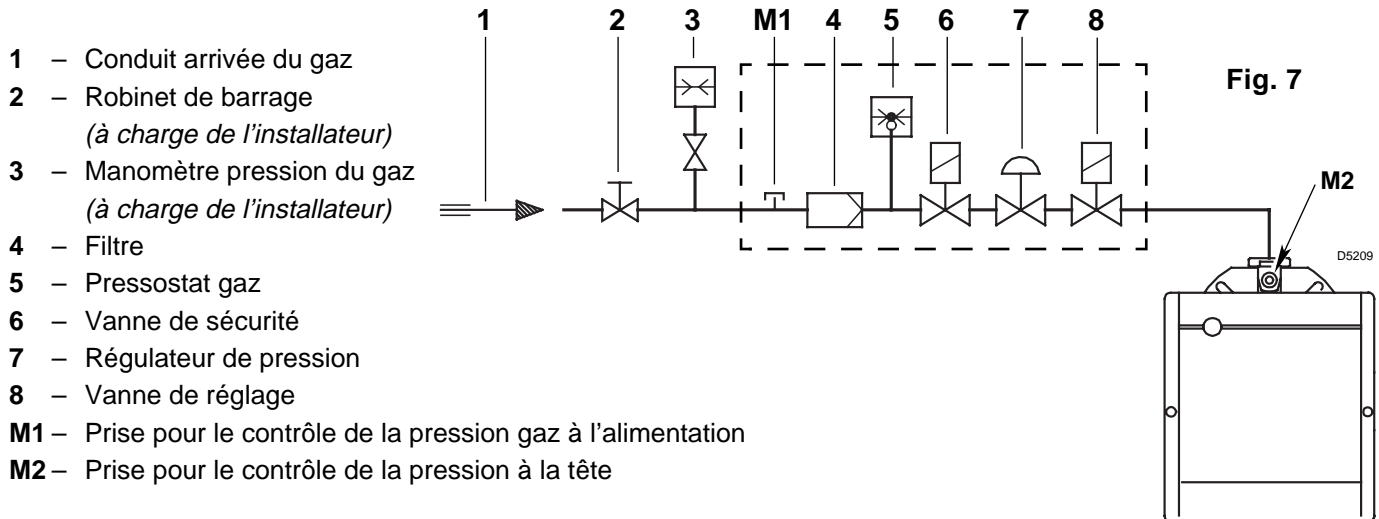 1 2 3 M1 4 5 6 7 8
1 – Conduit arrivée du gaz
2 – Robinet de barrage
(à charge de l'installateur)
3 – Manomètre pression du gaz
(à charge de l'installateur)
4 – Filtre
5 – Pressostat gaz
6 – Vanne de sécurité
7 – Régulateur de pression
8 – Vanne de réglage
M1 – Prise pour le contrôle de la pression gaz à l'alimentation
M2 – Prise pour le contrôle de la pression à la tête
Fig. 7
M2
D5209